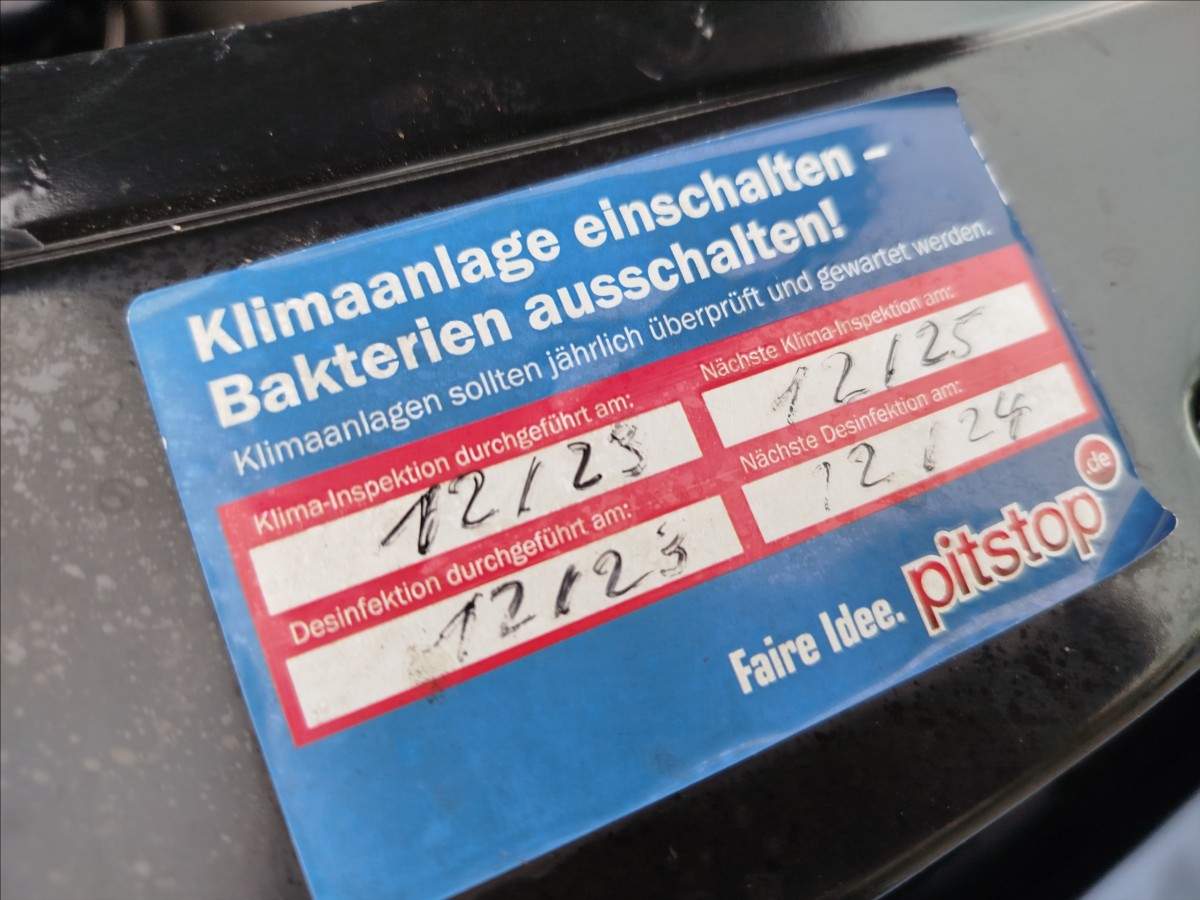 Klimaanlage einschalten –
Bakterien ausschalten!
Klimaanlagen sollten jährlich überprüft und gewartet werden.
Klima-Inspektion durchgeführt am:
12/23
Nächste Klima-Inspektion am:
12/25
Desinfektion durchgeführt am:
12/23
Nächste Desinfektion am:
12/24
Faire Idee. pitstop.de